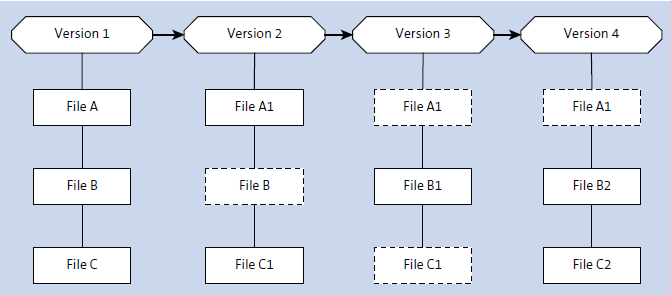 Version 1
Version 2
Version 3
Version 4
File A
File A1
File A1
File A1
File B
File B
File B1
File B2
File C
File C1
File C1
File C2